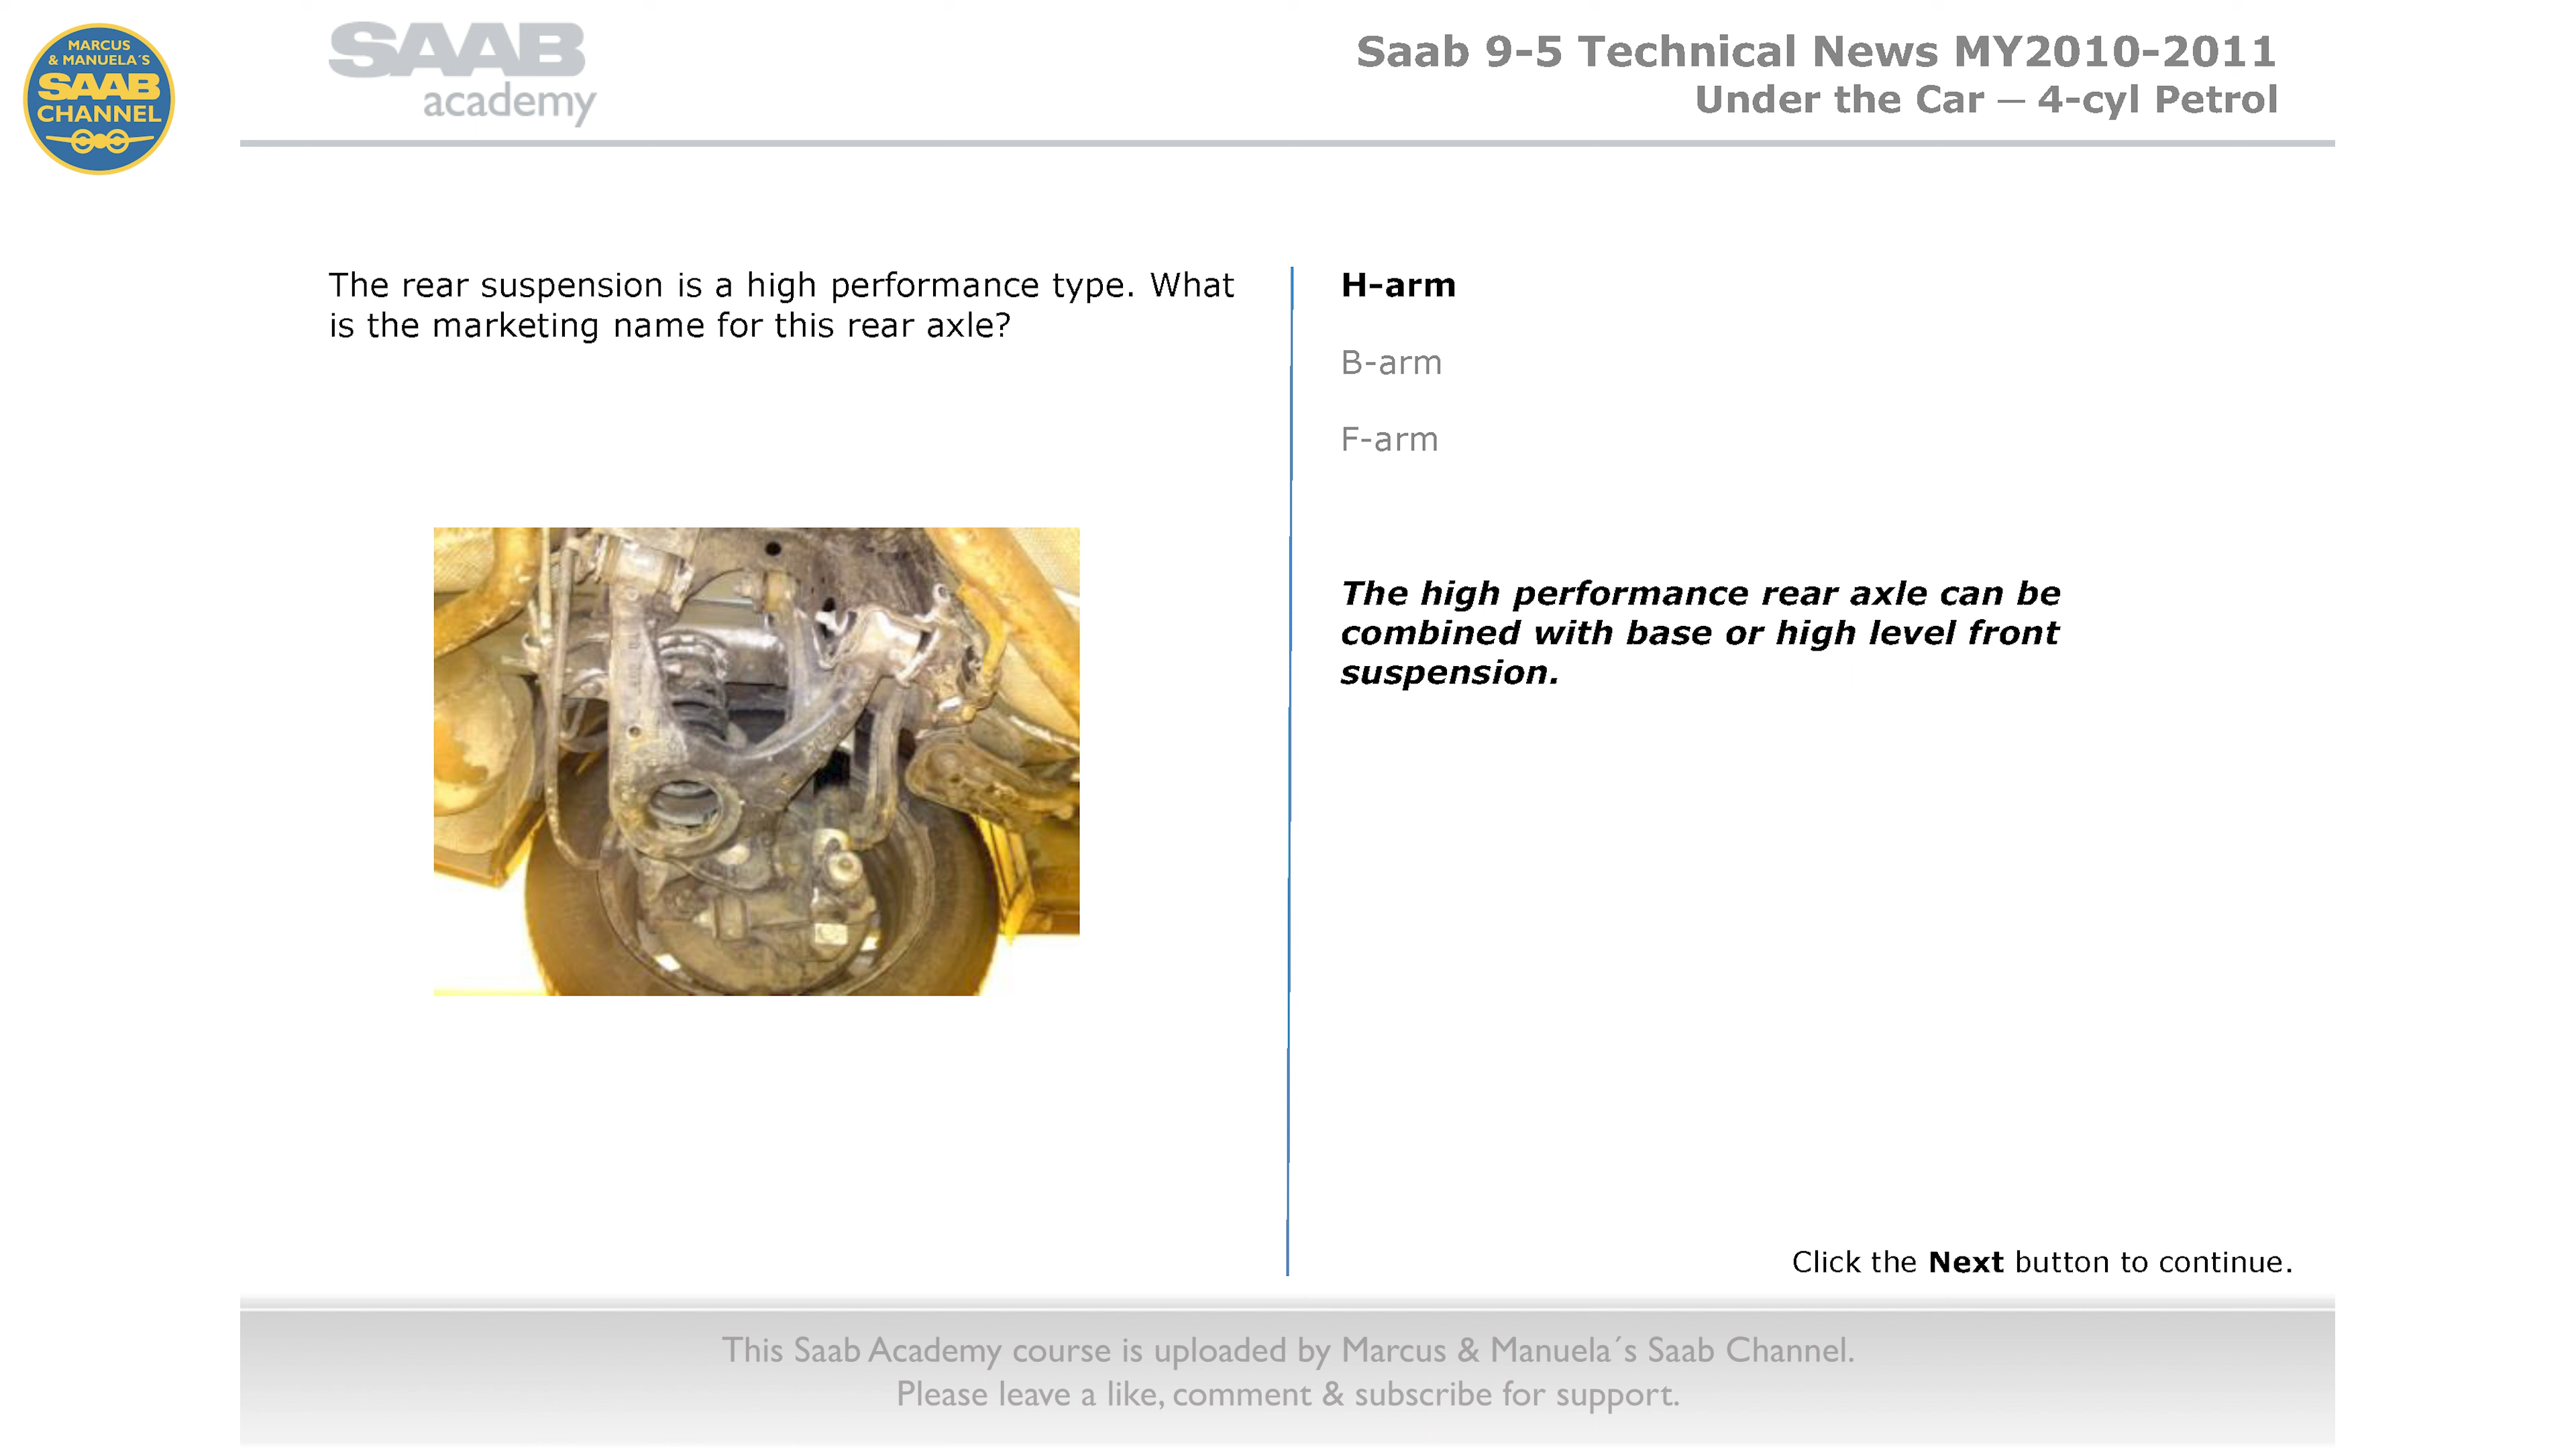 MARCUS
& MANUELA´S
SAAB
CHANNEL
SAAB
academy
Saab 9-5 Technical News MY2010-2011
Under the Car — 4-cyl Petrol
The rear suspension is a high performance type. What
is the marketing name for this rear axle?
H-arm
B-arm
F-arm
The high performance rear axle can be
combined with base or high level front
suspension.
Click the Next button to continue.
This Saab Academy course is uploaded by Marcus & Manuela´s Saab Channel.
Please leave a like, comment & subscribe for support.